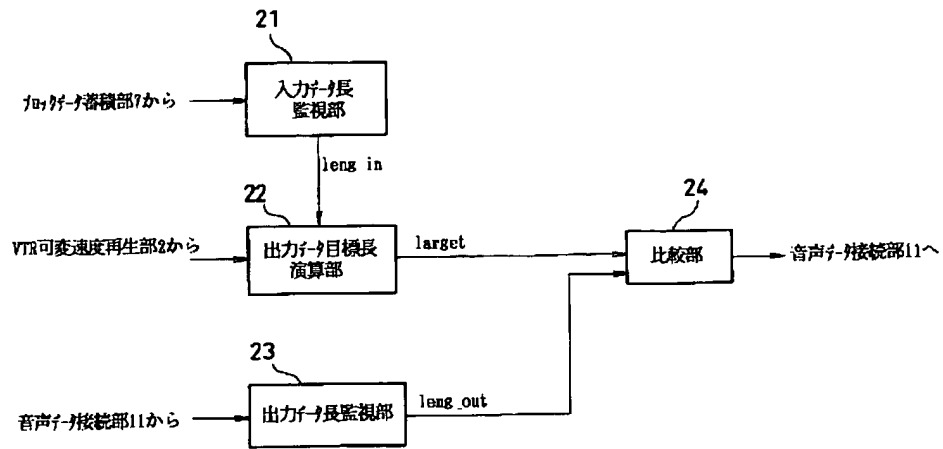 21
ブロックデータ蓄積部7から
入力データ長
監視部
leng in
22
VTR可変速度再生部2から
出力データ目標長
演算部
larget
24
比較部
音声データ接続部11へ
23
音声データ接続部11から
出力データ長監視部
leng_out